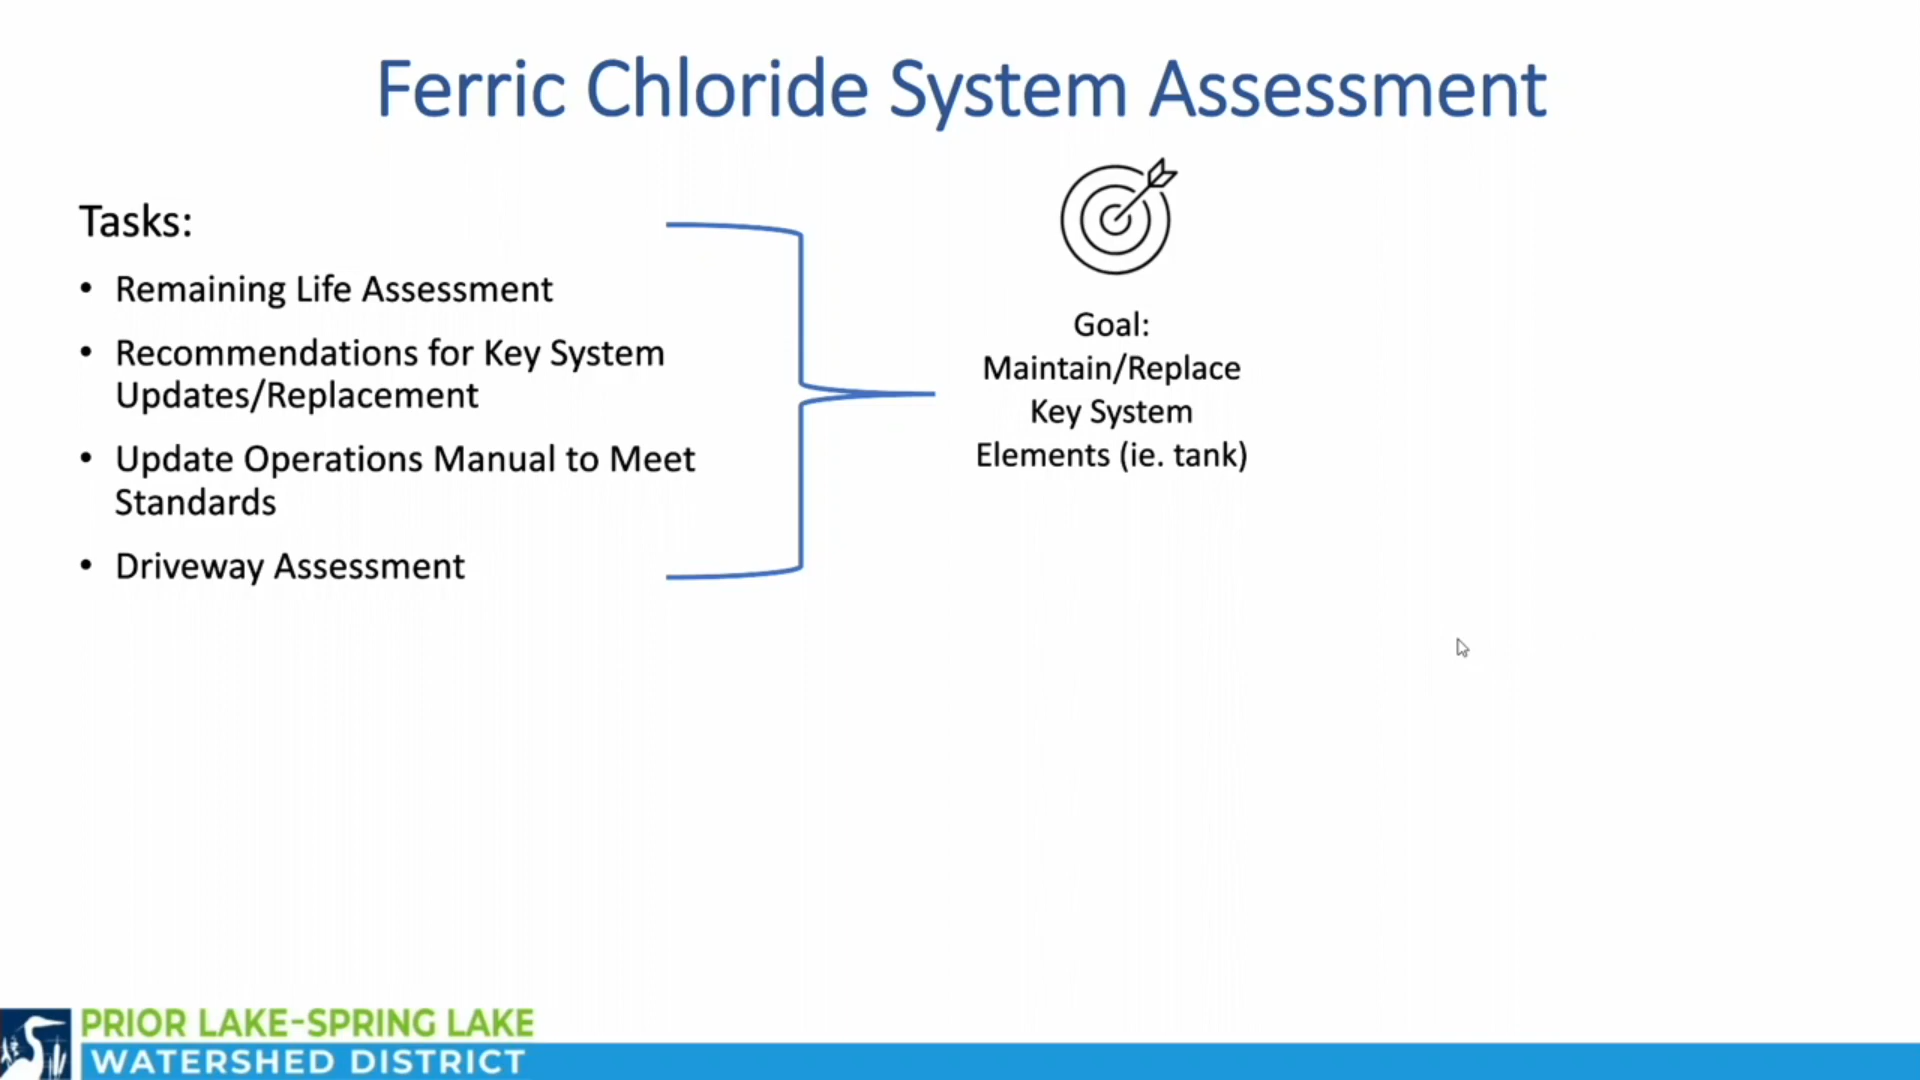 Ferric Chloride System Assessment
Tasks:
• Remaining Life Assessment
• Recommendations for Key System
Updates/Replacement
• Update Operations Manual to Meet
Standards
• Driveway Assessment
Goal:
Maintain/Replace
Key System
Elements (ie. tank)
PRIOR LAKE-SPRING LAKE
WATERSHED DISTRICT